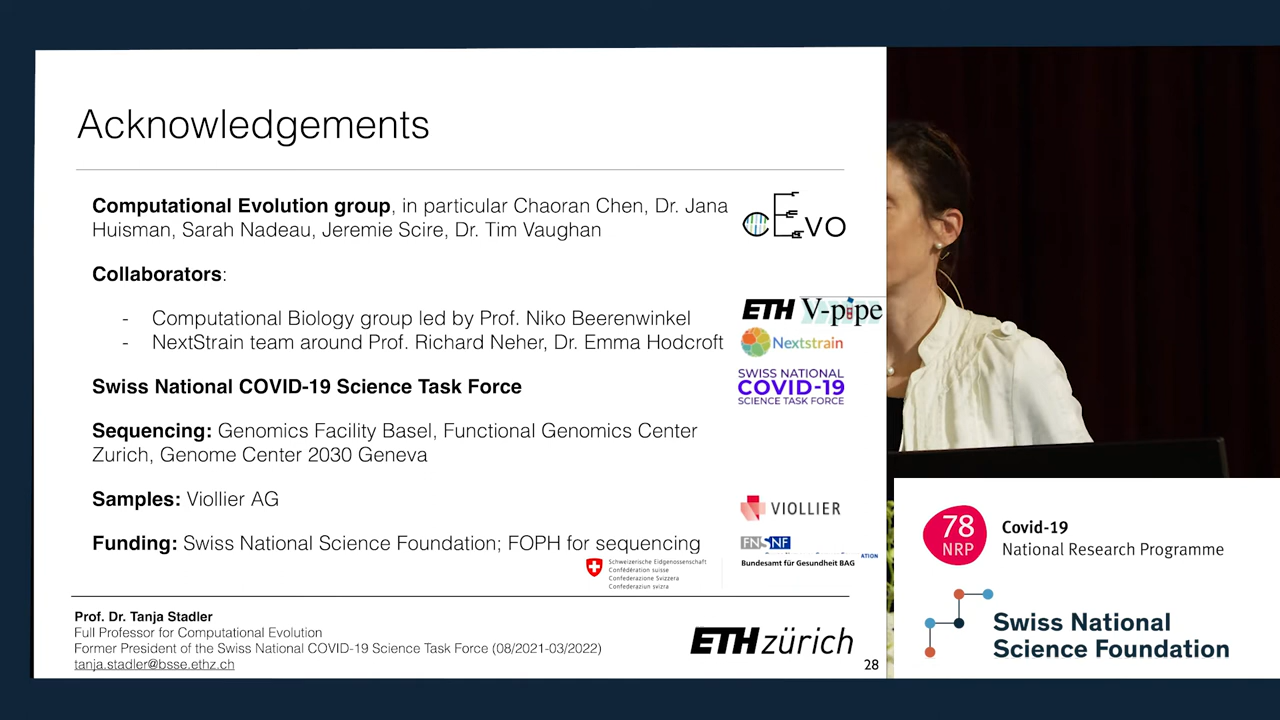 Acknowledgements
Computational Evolution group, in particular Chaoran Chen, Dr. Jana
Huisman, Sarah Nadeau, Jeremie Scire, Dr. Tim Vaughan
cEvo
Collaborators:
- Computational Biology group led by Prof. Niko Beerenwinkel
ETH V-pipe
- NextStrain team around Prof. Richard Neher, Dr. Emma Hodcroft
Nextstrain
Swiss National COVID-19 Science Task Force
SWISS NATIONAL
COVID-19
SCIENCE TASK FORCE
Sequencing: Genomics Facility Basel, Functional Genomics Center
Zurich, Genome Center 2030 Geneva
Samples: Viollier AG
VIOLLIER
Funding: Swiss National Science Foundation; FOPH for sequencing
FNSNF
Schweizerische Eidgenossenschaft
Confédération suisse
Confederazione Svizzera
Confederaziun svizra
Bundesamt für Gesundheit BAG
Prof. Dr. Tanja Stadler
Full Professor for Computational Evolution
Former President of the Swiss National COVID-19 Science Task Force (08/2021-03/2022)
tanja.stadler@bsse.ethz.ch
ETH zürich
28
78
NRP
Covid-19
National Research Programme
Swiss National
Science Foundation